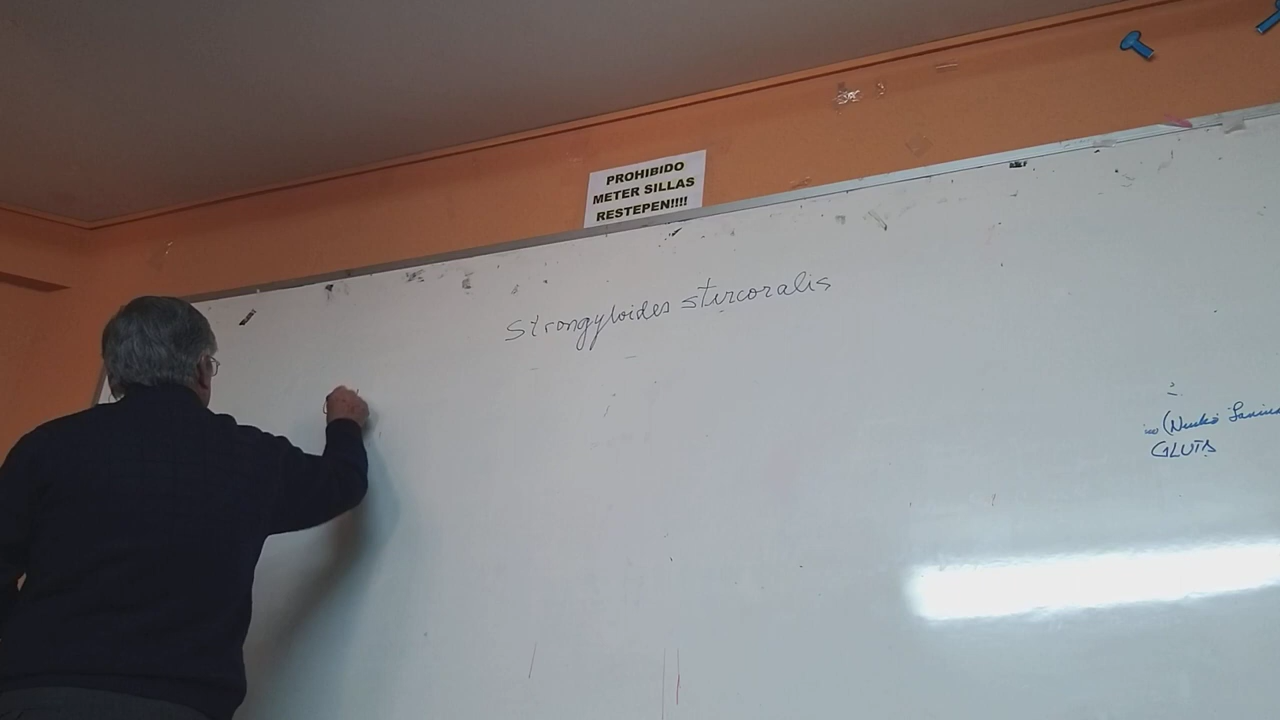 PROHIBIDO
METER SILLAS
RESTEPEN!!!!
Strongyloides stercoralis
GLUTA